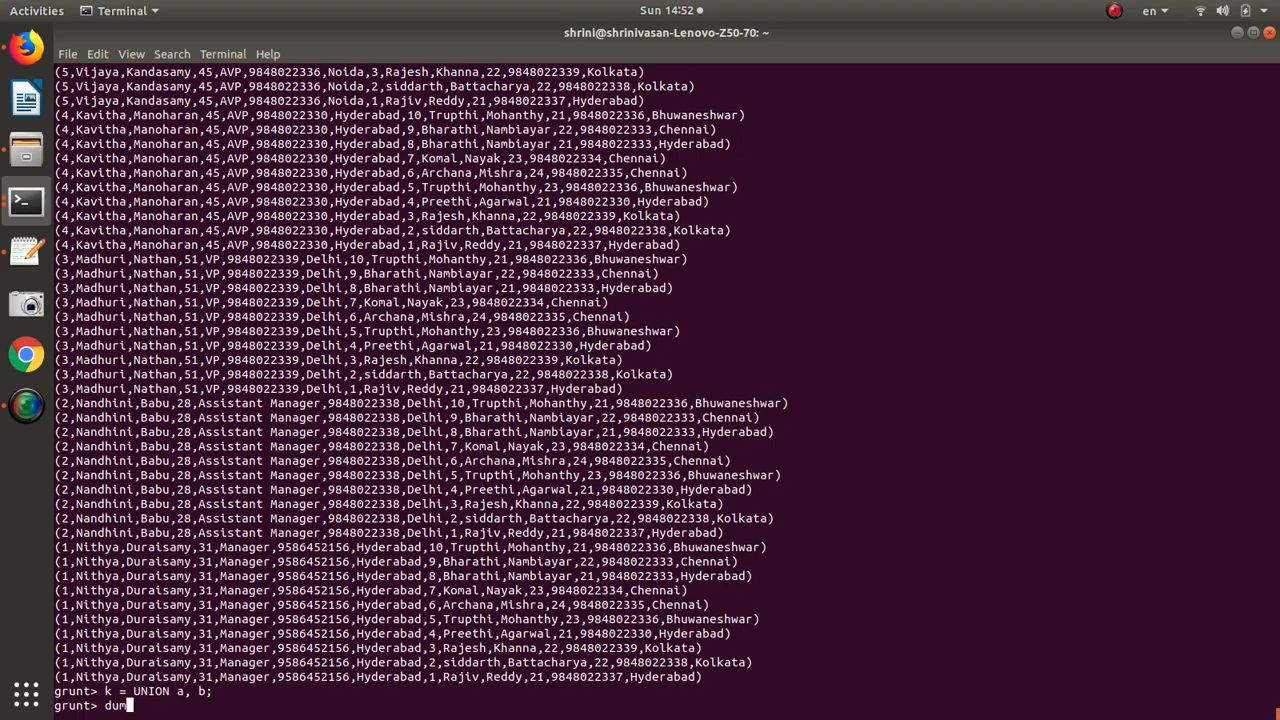 Activities Terminal Sun 14:52 en
shrini@shrinivasan-Lenovo-Z50-70: ~
File Edit View Search Terminal Help
(5,Vijaya,Kandasamy,45,AVP,9848022336,Noida,3,Rajesh,Khanna,22,9848022339,Kolkata)
(5,Vijaya,Kandasamy,45,AVP,9848022336,Noida,2,siddarth,Battacharya,22,9848022338,Kolkata)
(5,Vijaya,Kandasamy,45,AVP,9848022336,Noida,1,Rajiv,Reddy,21,9848022337,Hyderabad)
(4,Kavitha,Manoharan,45,AVP,9848022330,Hyderabad,10,Trupthi,Mohanthy,21,9848022336,Bhuwaneshwar)
(4,Kavitha,Manoharan,45,AVP,9848022330,Hyderabad,9,Bharathi,Nambiayar,22,9848022333,Chennai)
(4,Kavitha,Manoharan,45,AVP,9848022330,Hyderabad,8,Bharathi,Nambiayar,22,9848022333,Hyderabad)
(4,Kavitha,Manoharan,45,AVP,9848022330,Hyderabad,7,Komal,Nayak,23,9848022334,Chennai)
(4,Kavitha,Manoharan,45,AVP,9848022330,Hyderabad,6,Archana,Mishra,24,9848022335,Chennai)
(4,Kavitha,Manoharan,45,AVP,9848022330,Hyderabad,5,Trupthi,Mohanthy,23,9848022336,Bhuwaneshwar)
(4,Kavitha,Manoharan,45,AVP,9848022330,Hyderabad,4,Preethi,Agarwal,21,9848022330,Hyderabad)
(4,Kavitha,Manoharan,45,AVP,9848022330,Hyderabad,3,Rajesh,Khanna,22,9848022339,Kolkata)
(4,Kavitha,Manoharan,45,AVP,9848022330,Hyderabad,2,siddarth,Battacharya,22,9848022338,Kolkata)
(4,Kavitha,Manoharan,45,AVP,9848022330,Hyderabad,1,Rajiv,Reddy,21,9848022337,Hyderabad)
(3,Madhuri,Nathan,51,VP,9848022339,Delhi,10,Trupthi,Mohanthy,21,9848022336,Bhuwaneshwar)
(3,Madhuri,Nathan,51,VP,9848022339,Delhi,9,Bharathi,Nambiayar,22,9848022333,Chennai)
(3,Madhuri,Nathan,51,VP,9848022339,Delhi,8,Bharathi,Nambiayar,22,9848022333,Hyderabad)
(3,Madhuri,Nathan,51,VP,9848022339,Delhi,7,Komal,Nayak,23,9848022334,Chennai)
(3,Madhuri,Nathan,51,VP,9848022339,Delhi,6,Archana,Mishra,24,9848022335,Chennai)
(3,Madhuri,Nathan,51,VP,9848022339,Delhi,5,Trupthi,Mohanthy,23,9848022336,Bhuwaneshwar)
(3,Madhuri,Nathan,51,VP,9848022339,Delhi,4,Preethi,Agarwal,21,9848022330,Hyderabad)
(3,Madhuri,Nathan,51,VP,9848022339,Delhi,3,Rajesh,Khanna,22,9848022339,Kolkata)
(3,Madhuri,Nathan,51,VP,9848022339,Delhi,2,siddarth,Battacharya,22,9848022338,Kolkata)
(3,Madhuri,Nathan,51,VP,9848022339,Delhi,1,Rajiv,Reddy,21,9848022337,Hyderabad)
(2,Nandhini,Babu,28,Assistant Manager,9848022338,Delhi,10,Trupthi,Mohanthy,21,9848022336,Bhuwaneshwar)
(2,Nandhini,Babu,28,Assistant Manager,9848022338,Delhi,9,Bharathi,Nambiayar,22,9848022333,Chennai)
(2,Nandhini,Babu,28,Assistant Manager,9848022338,Delhi,8,Bharathi,Nambiayar,22,9848022333,Hyderabad)
(2,Nandhini,Babu,28,Assistant Manager,9848022338,Delhi,7,Komal,Nayak,23,9848022334,Chennai)
(2,Nandhini,Babu,28,Assistant Manager,9848022338,Delhi,6,Archana,Mishra,24,9848022335,Chennai)
(2,Nandhini,Babu,28,Assistant Manager,9848022338,Delhi,5,Trupthi,Mohanthy,23,9848022336,Bhuwaneshwar)
(2,Nandhini,Babu,28,Assistant Manager,9848022338,Delhi,4,Preethi,Agarwal,21,9848022330,Hyderabad)
(2,Nandhini,Babu,28,Assistant Manager,9848022338,Delhi,3,Rajesh,Khanna,22,9848022339,Kolkata)
(2,Nandhini,Babu,28,Assistant Manager,9848022338,Delhi,2,siddarth,Battacharya,22,9848022338,Kolkata)
(2,Nandhini,Babu,28,Assistant Manager,9848022338,Delhi,1,Rajiv,Reddy,21,9848022337,Hyderabad)
(1,Nithya,Duraisamy,31,Manager,9586452156,Hyderabad,10,Trupthi,Mohanthy,21,9848022336,Bhuwaneshwar)
(1,Nithya,Duraisamy,31,Manager,9586452156,Hyderabad,9,Bharathi,Nambiayar,22,9848022333,Chennai)
(1,Nithya,Duraisamy,31,Manager,9586452156,Hyderabad,8,Bharathi,Nambiayar,22,9848022333,Hyderabad)
(1,Nithya,Duraisamy,31,Manager,9586452156,Hyderabad,7,Komal,Nayak,23,9848022334,Chennai)
(1,Nithya,Duraisamy,31,Manager,9586452156,Hyderabad,6,Archana,Mishra,24,9848022335,Chennai)
(1,Nithya,Duraisamy,31,Manager,9586452156,Hyderabad,5,Trupthi,Mohanthy,23,9848022336,Bhuwaneshwar)
(1,Nithya,Duraisamy,31,Manager,9586452156,Hyderabad,4,Preethi,Agarwal,21,9848022330,Hyderabad)
(1,Nithya,Duraisamy,31,Manager,9586452156,Hyderabad,3,Rajesh,Khanna,22,9848022339,Kolkata)
(1,Nithya,Duraisamy,31,Manager,9586452156,Hyderabad,2,siddarth,Battacharya,22,9848022338,Kolkata)
(1,Nithya,Duraisamy,31,Manager,9586452156,Hyderabad,1,Rajiv,Reddy,21,9848022337,Hyderabad)
grunt> k = UNION a, b;
grunt> dum